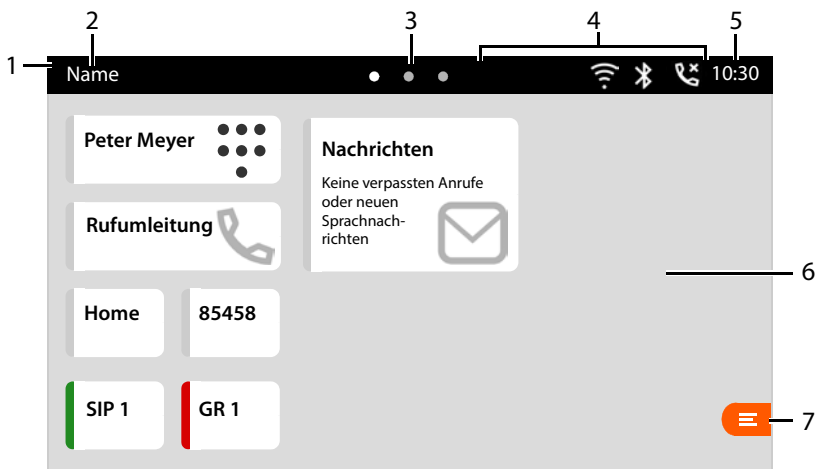 2 3 4 5
1
Name 10:30
Peter Meyer
Nachrichten
Keine verpassten Anrufe
oder neuen
Sprachnach-
richten
Rufumleitung
6
Home 85458
SIP 1 GR 1
7